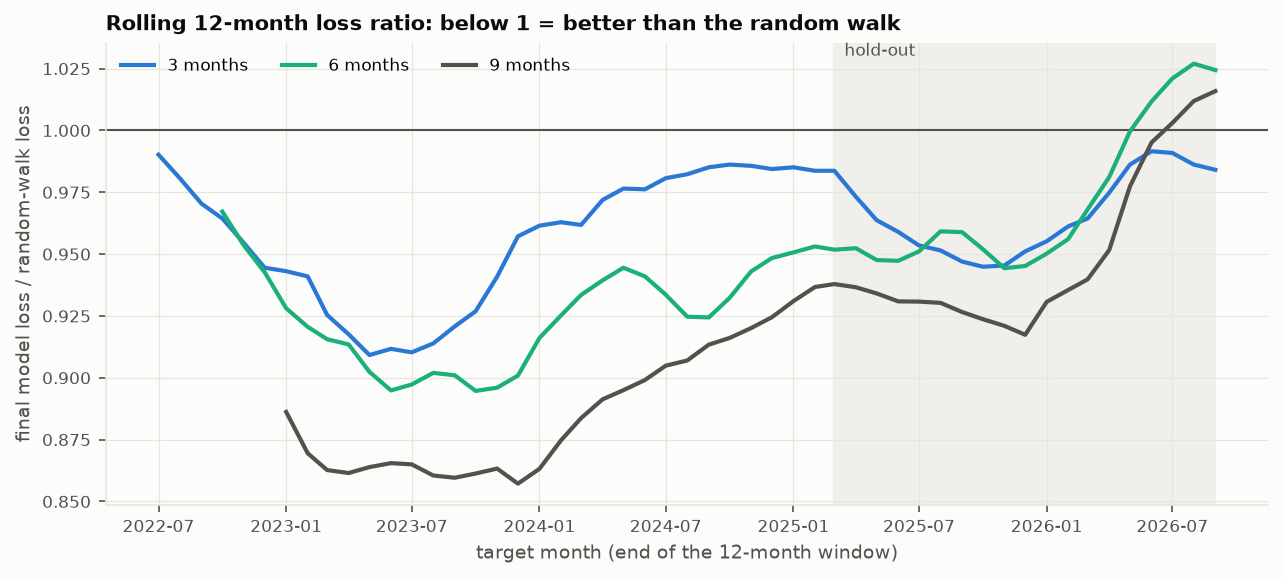 Rolling 12-month loss ratio: below 1 = better than the random walk
hold-out
3 months
6 months
9 months
final model loss / random-walk loss
1.025
1.000
0.975
0.950
0.925
0.900
0.875
0.850
2022-07
2023-01
2023-07
2024-01
2024-07
2025-01
2025-07
2026-01
2026-07
target month (end of the 12-month window)